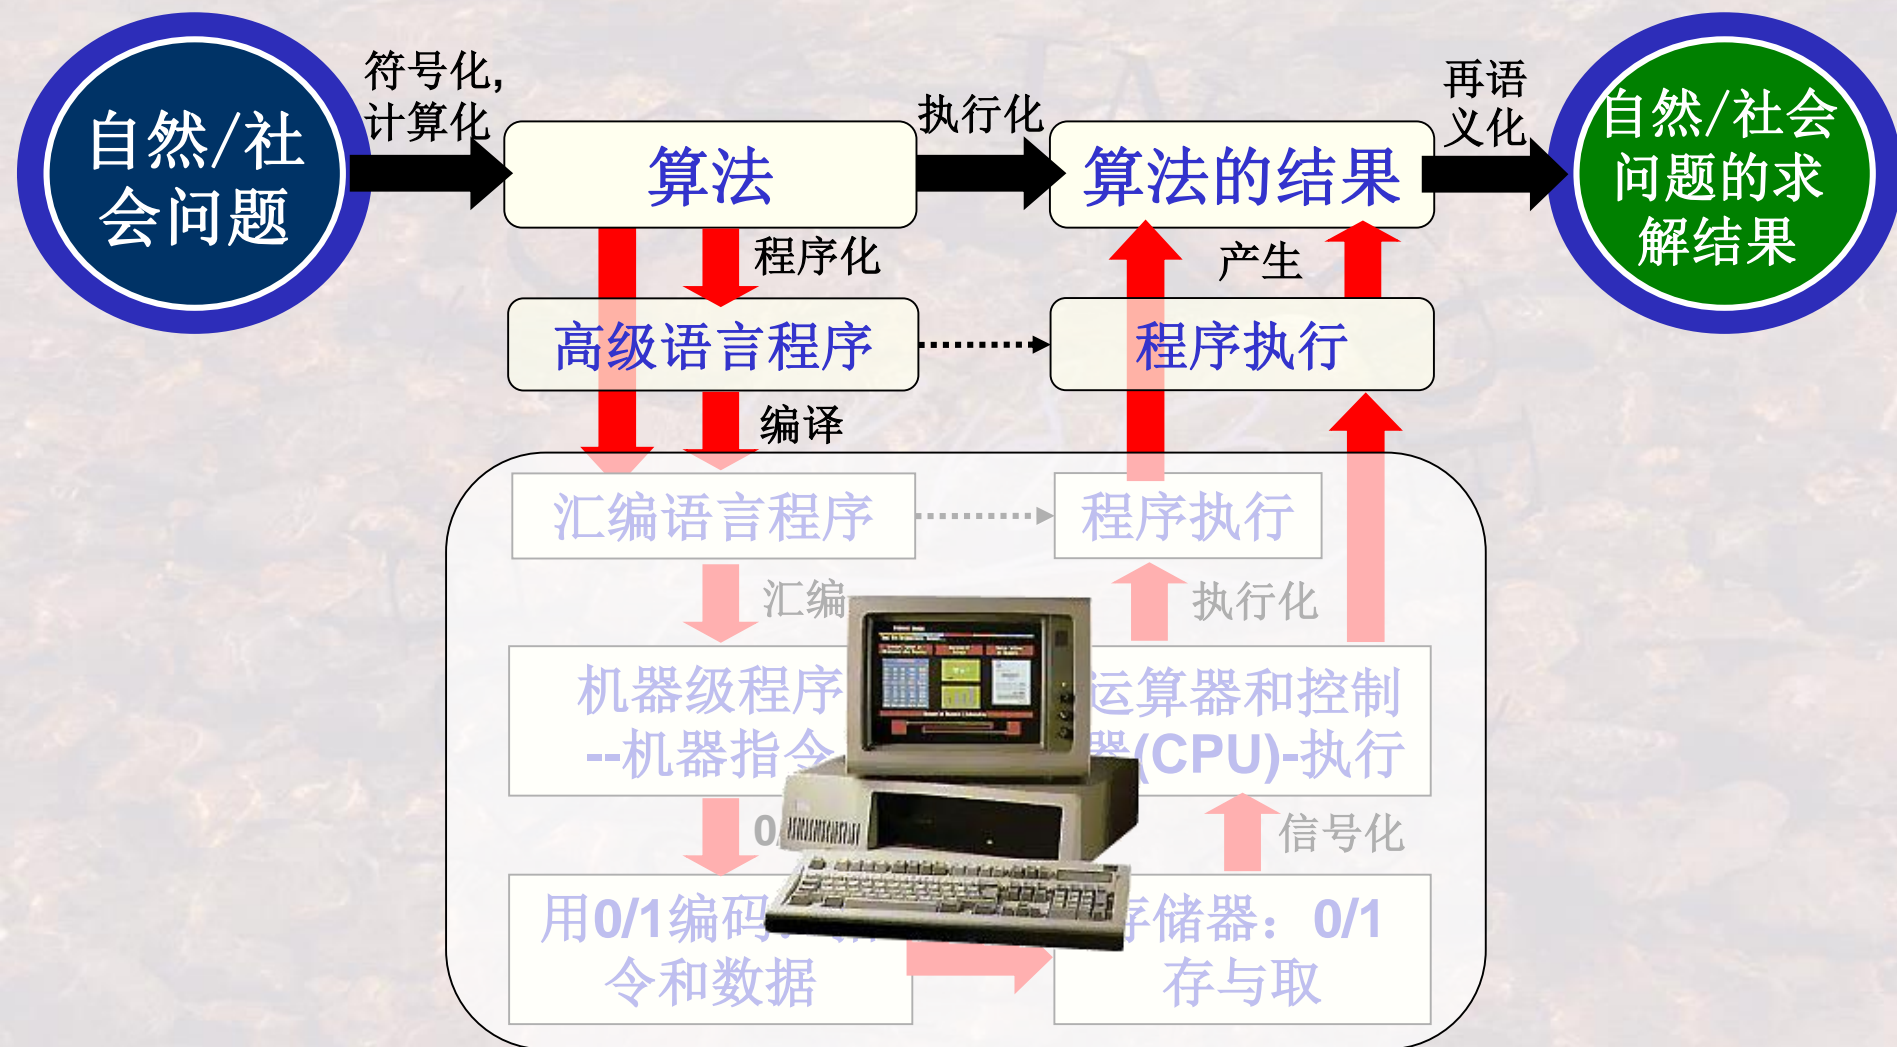 自然/社
会问题
符号化,
计算化
算法
执行化
算法的结果
再语
义化
自然/社会
问题的求
解结果
程序化
产生
高级语言程序
程序执行
编译
汇编语言程序
程序执行
汇编
执行化
机器级程序
--机器指令
运算器和控制
器(CPU)-执行
信号化
用0/1编码
令和数据
存储器：0/1
存与取